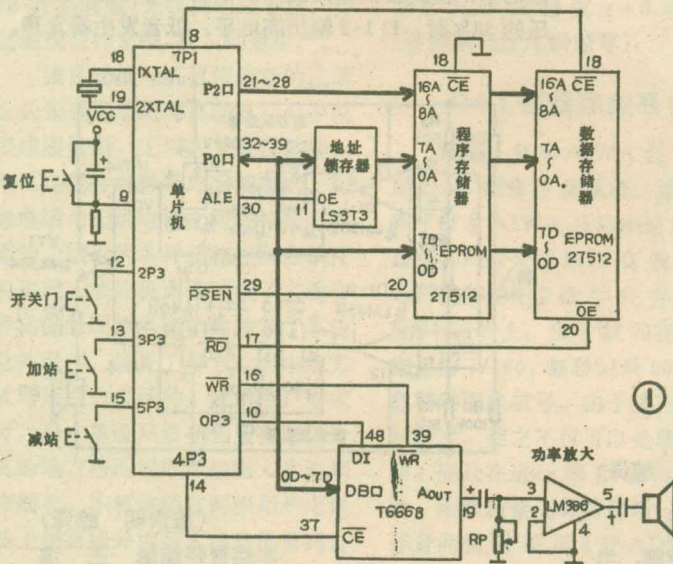 8
7P1
18
1XTAL
19
2XTAL
VCC
复位
9
单片机
12
2P3
开关门
13
3P3
加站
15
5P3
减站
4P3
14
P2口
21~28
P0口
32~39
ALE
30
PSEN
29
RD
17
WR
16
OP3
10
地址
锁存器
OE
11
LS373
18
CE
16A
~
8A
7A
~
0A
程序存储器
7D
~
0D
EPROM
27512
20
18
CE
16A
~
8A
7A
~
0A
数据存储器
7D
~
0D
EPROM
27512
OE
20
①
48
39
DI
WR
0D~7D
DB口
T6668
AOUT
19
37
CE
RP
功率放大
3
2
LM386
5
4